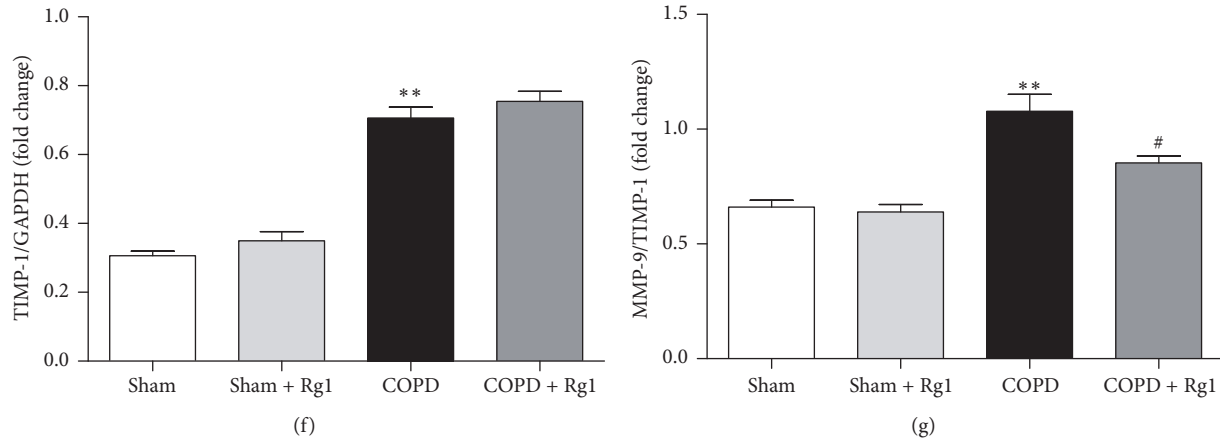 TIMP-1/GAPDH (fold change)
1.0
0.8
0.6
0.4
0.2
0.0
**
Sham
Sham + Rg1
COPD
COPD + Rg1
(f)
MMP-9/TIMP-1 (fold change)
1.5
1.0
0.5
0.0
**
#
Sham
Sham + Rg1
COPD
COPD + Rg1
(g)